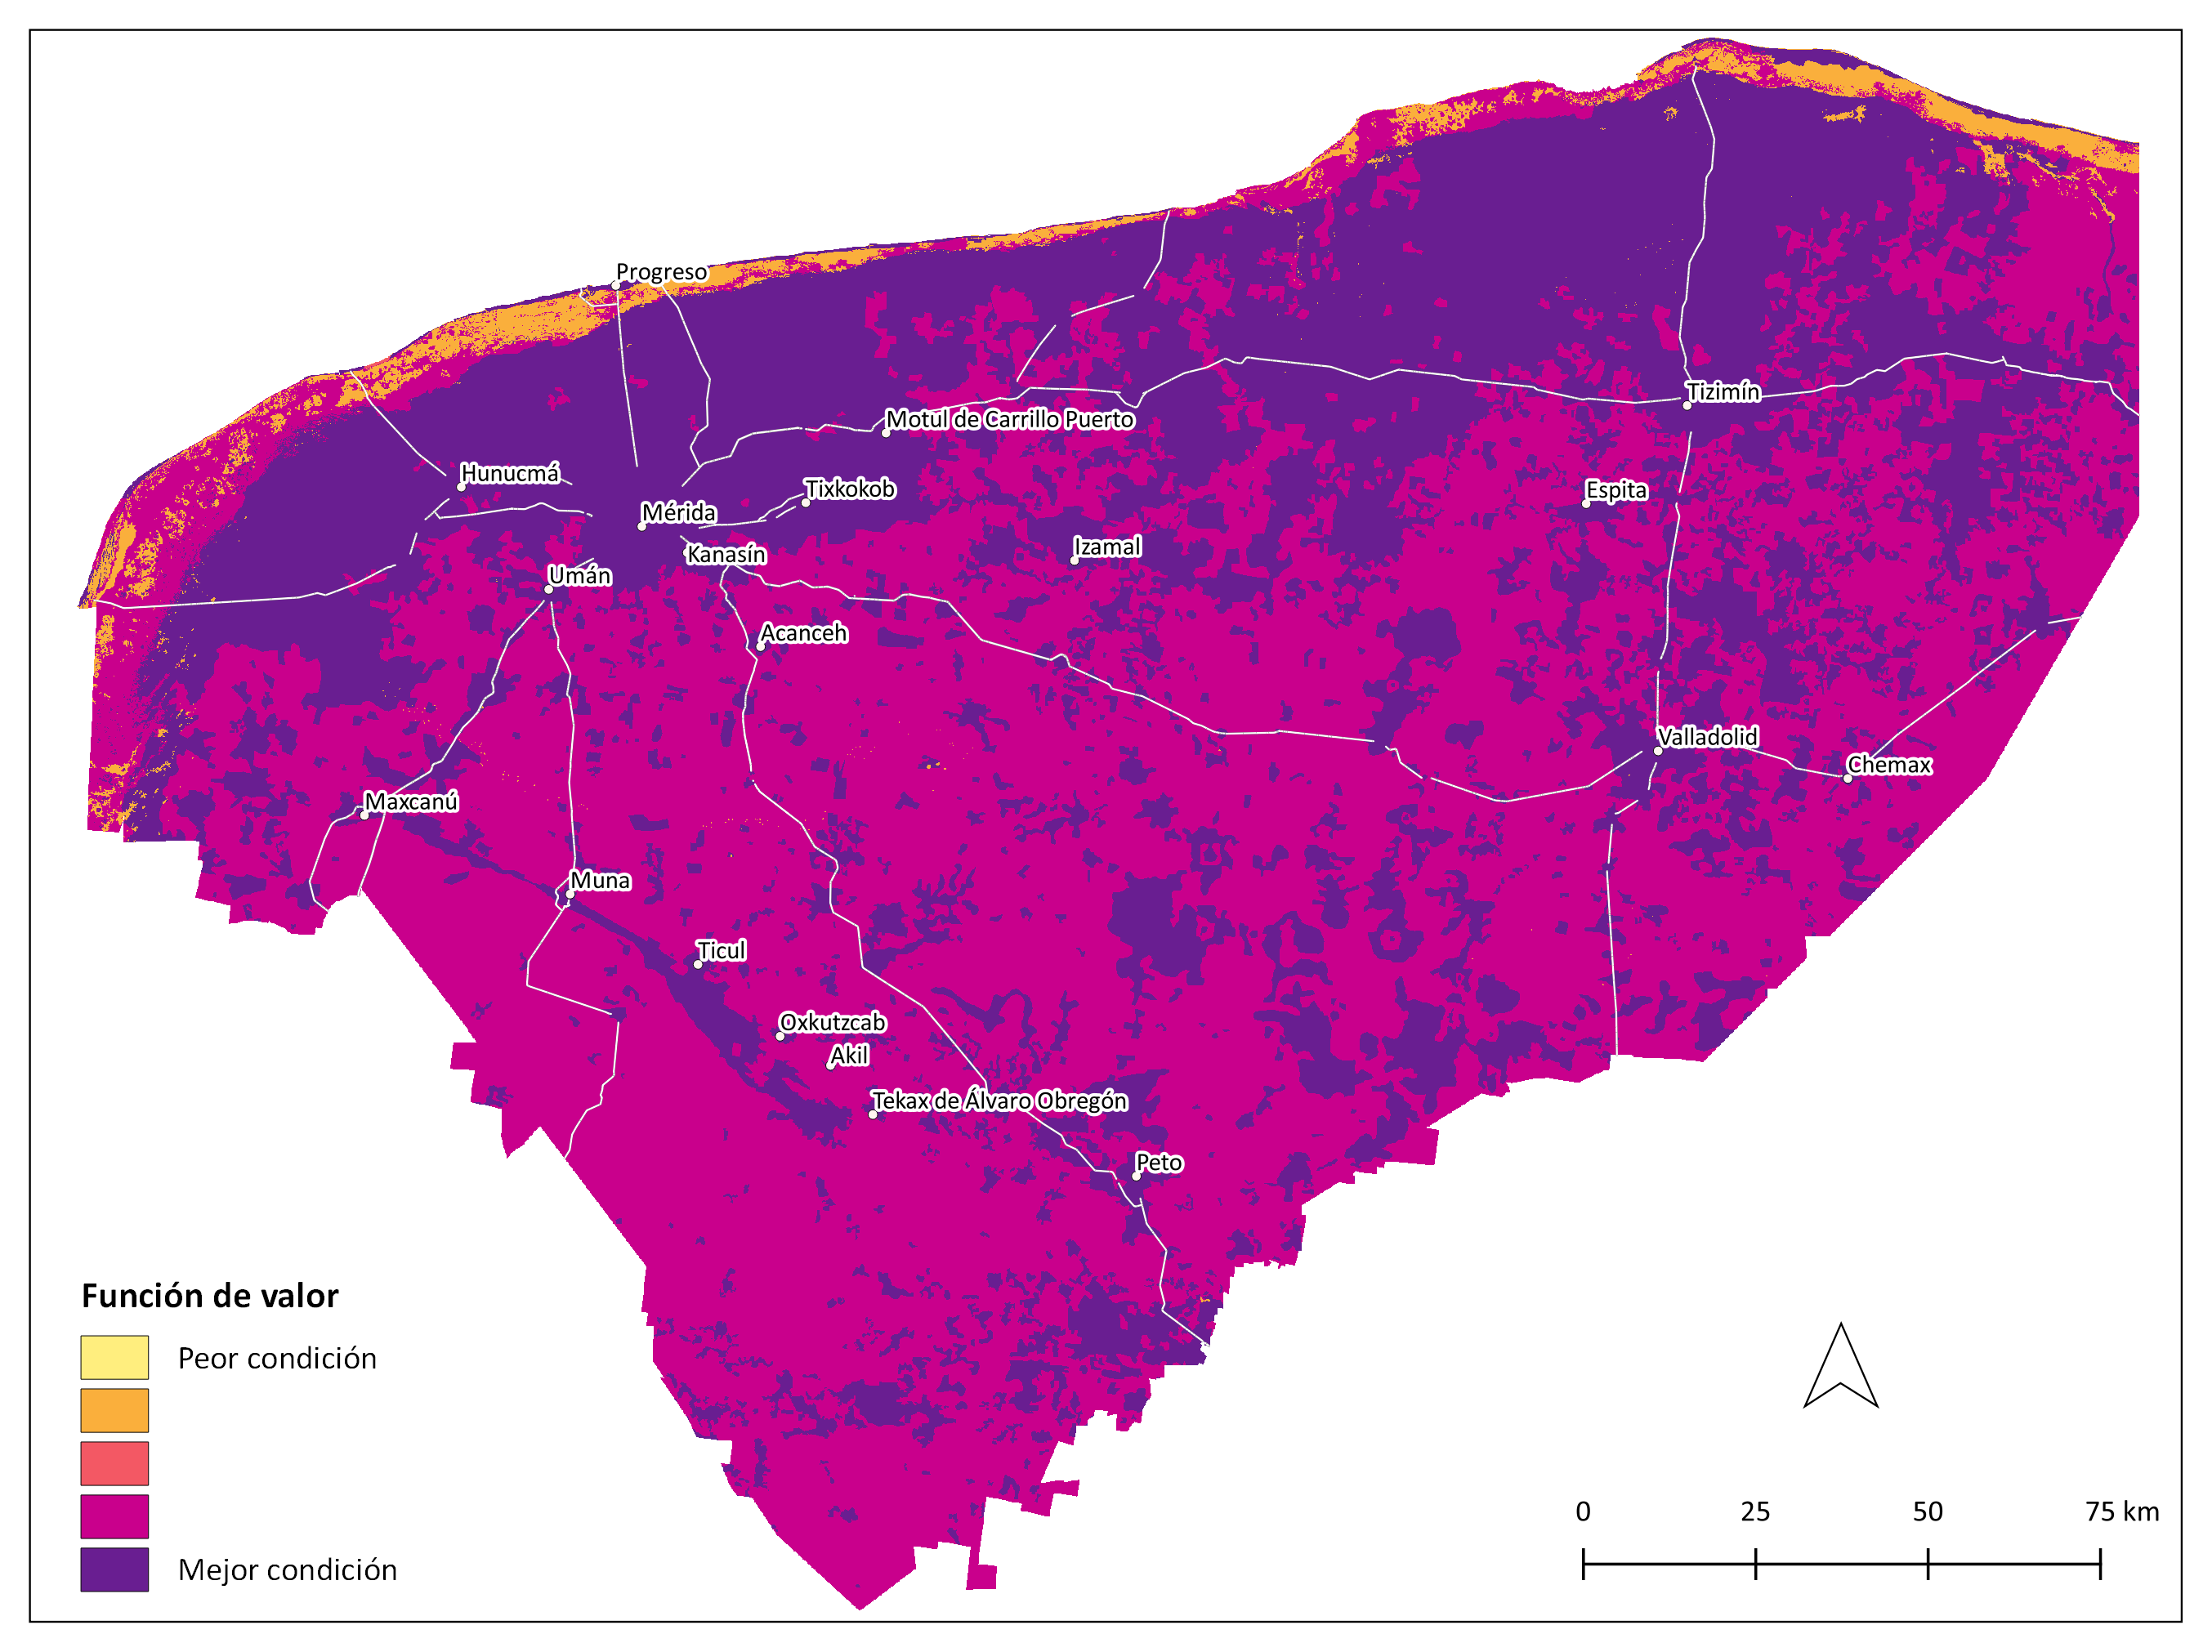 Progreso
Tizimín
Motul de Carrillo Puerto
Hunucmá
Tixkokob
Espita
Mérida
Izamal
Kanasín
Umán
Acanceh
Valladolid
Chemax
Maxcanú
Muna
Ticul
Oxkutzcab
Akil
Tekax de Álvaro Obregón
Peto
Función de valor
Peor condición
Mejor condición
0 25 50 75 km